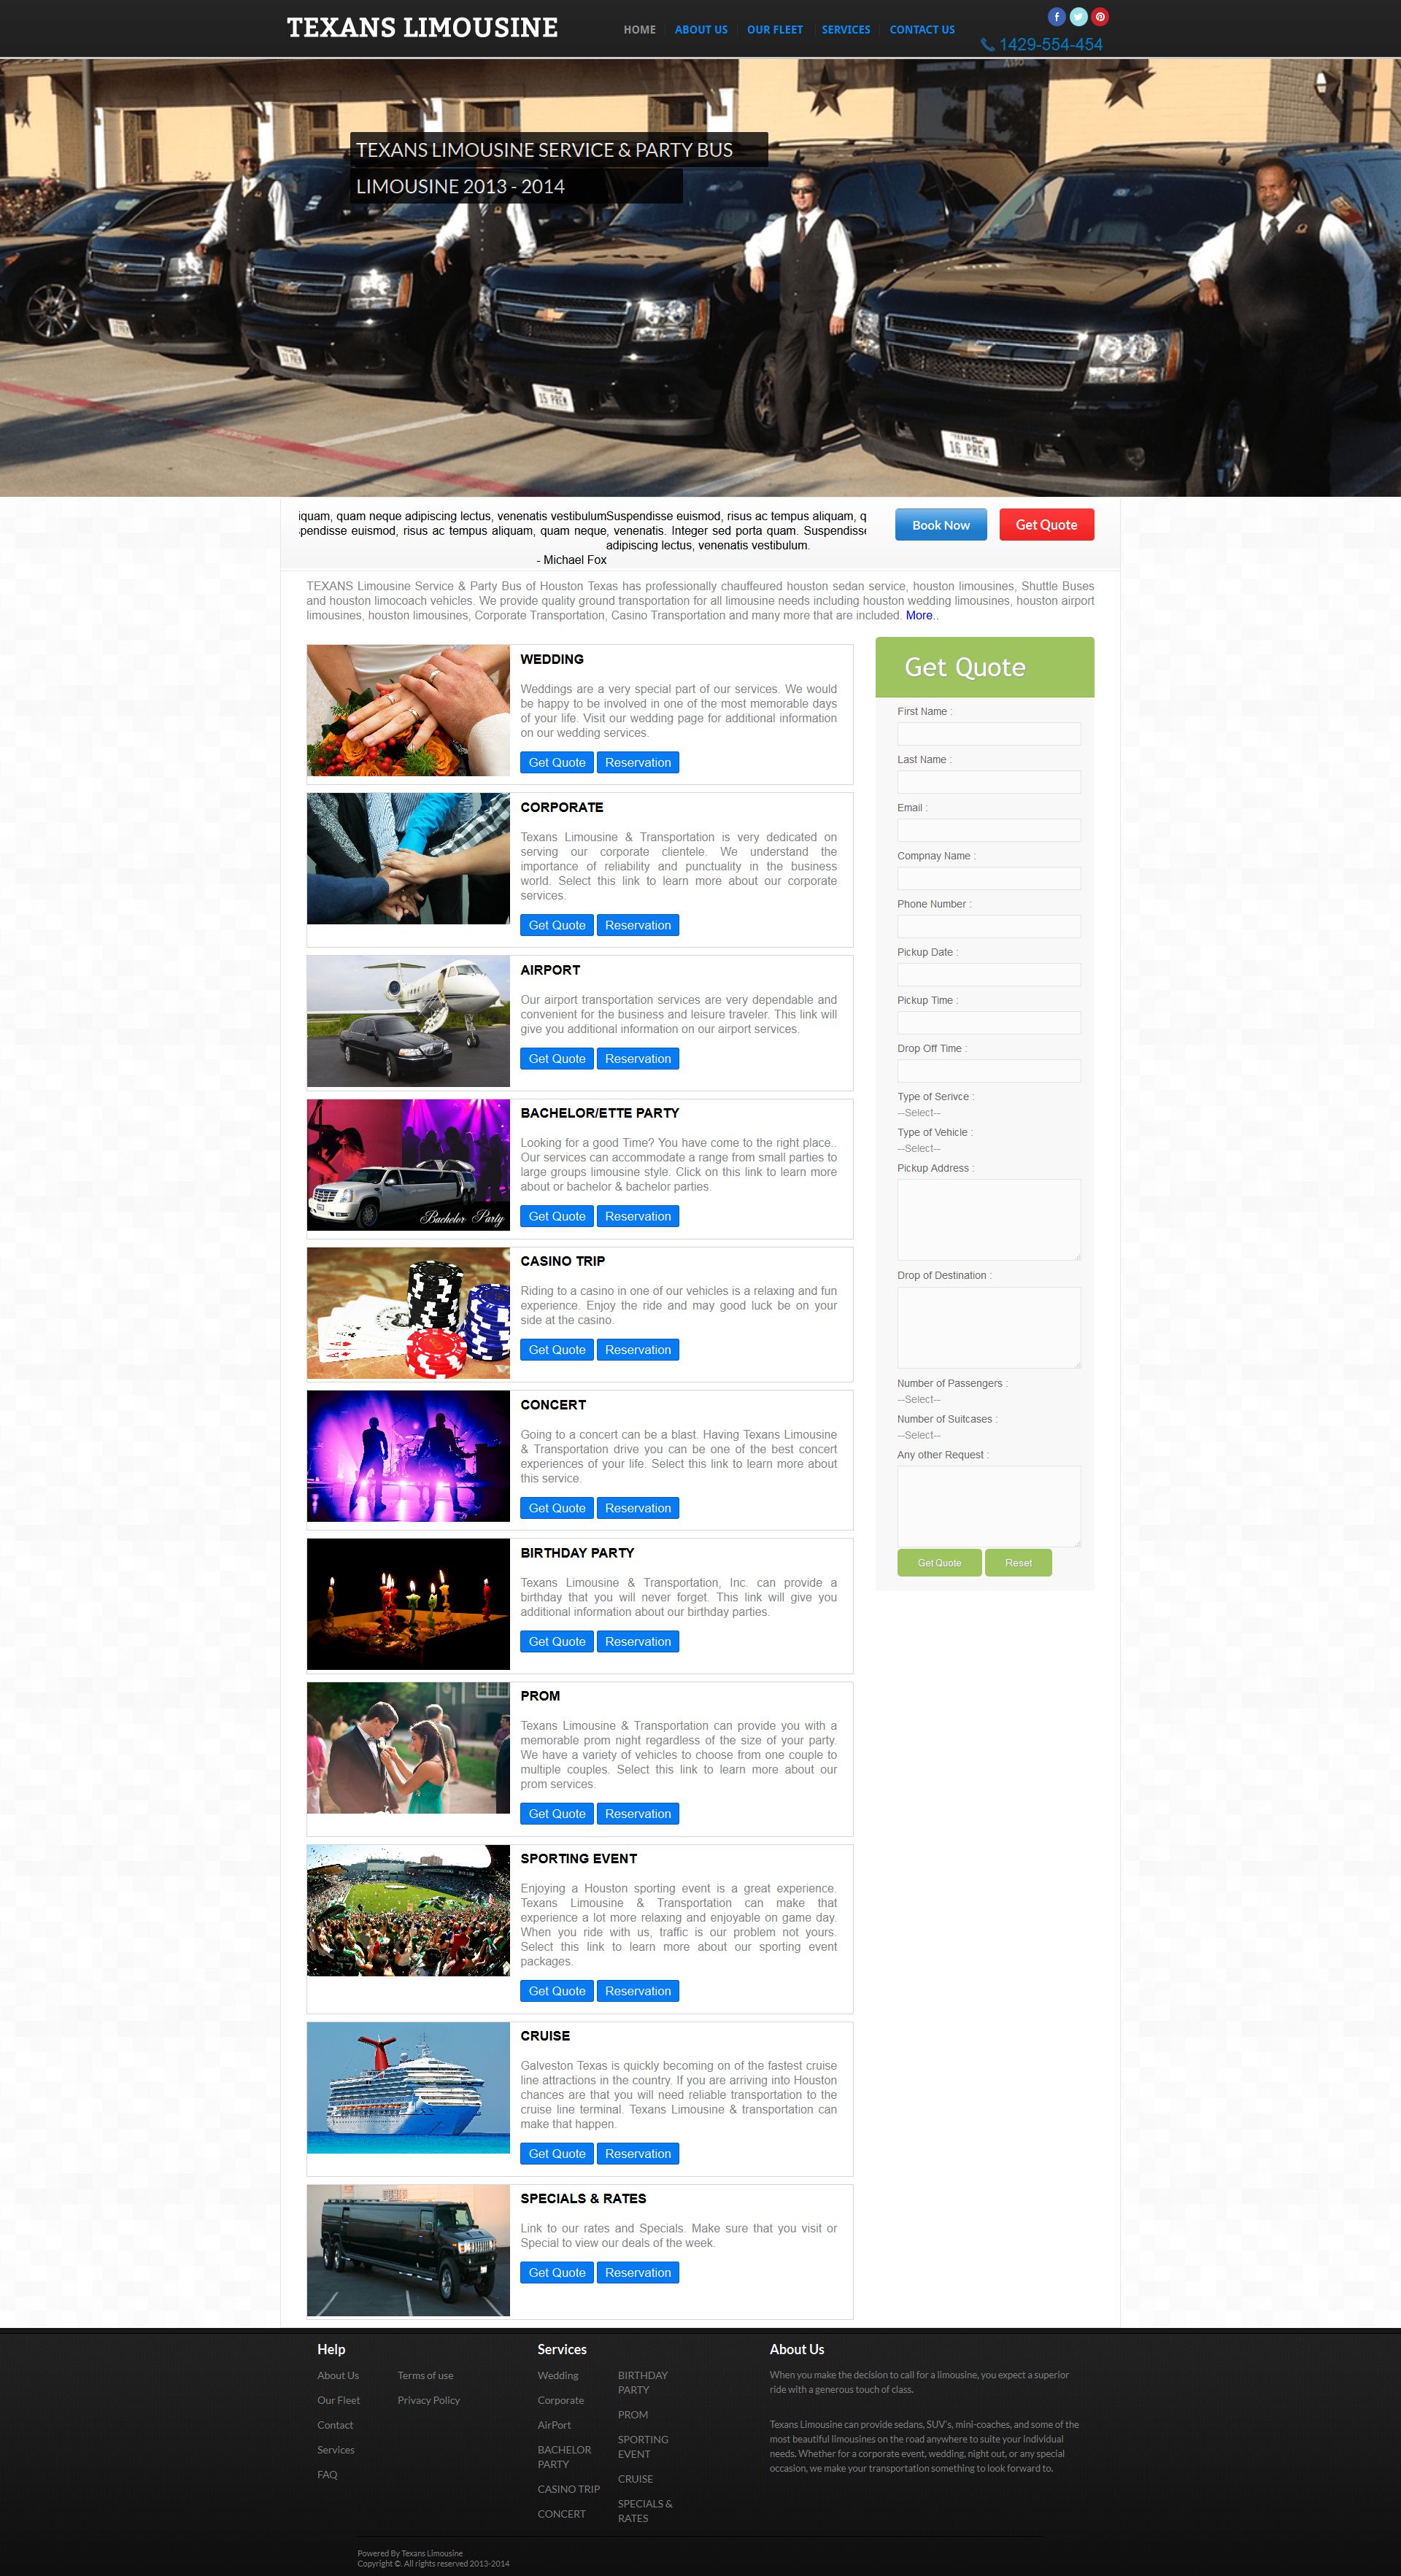 TEXANS LIMOUSINE
HOME
ABOUT US
OUR FLEET
SERVICES
CONTACT US
1429-554-454
TEXANS LIMOUSINE SERVICE & PARTY BUS
LIMOUSINE 2013 - 2014
15 PREM
TEXAS
16 PREM
iquam, quam neque adipiscing lectus, venenatis vestibulum
pendisse euismod, risus ac tempus aliquam, quam neque,
- Michael Fox
Suspendisse euismod, risus ac tempus aliquam, q
venenatis. Integer sed porta quam. Suspendisse
adipiscing lectus, venenatis vestibulum.
Book Now
Get Quote
TEXANS Limousine Service & Party Bus of Houston Texas has professionally chauffeured houston sedan service, houston limousines, Shuttle Buses
and houston limocoach vehicles. We provide quality ground transportation for all limousine needs including houston wedding limousines, houston airport
limousines, houston limousines, Corporate Transportation, Casino Transportation and many more that are included. More..
WEDDING
Weddings are a very special part of our services. We would
be happy to be involved in one of the most memorable days
of your life. Visit our wedding page for additional information
on our wedding services.
Get Quote
Reservation
CORPORATE
Texans Limousine & Transportation is very dedicated on
serving our corporate clientele. We understand the
importance of reliability and punctuality in the business
world. Select this link to learn more about our corporate
services.
Get Quote
Reservation
AIRPORT
Our airport transportation services are very dependable and
convenient for the business and leisure traveler. This link will
give you additional information on our airport services.
Get Quote
Reservation
Bachelor Party
BACHELOR/ETTE PARTY
Looking for a good Time? You have come to the right place..
Our services can accommodate a range from small parties to
large groups limousine style. Click on this link to learn more
about or bachelor & bachelor parties.
Get Quote
Reservation
CASINO TRIP
Riding to a casino in one of our vehicles is a relaxing and fun
experience. Enjoy the ride and may good luck be on your
side at the casino.
Get Quote
Reservation
CONCERT
Going to a concert can be a blast. Having Texans Limousine
& Transportation drive you can be one of the best concert
experiences of your life. Select this link to learn more about
this service.
Get Quote
Reservation
BIRTHDAY PARTY
Texans Limousine & Transportation, Inc. can provide a
birthday that you will never forget. This link will give you
additional information about our birthday parties.
Get Quote
Reservation
PROM
Texans Limousine & Transportation can provide you with a
memorable prom night regardless of the size of your party.
We have a variety of vehicles to choose from one couple to
multiple couples. Select this link to learn more about our
prom services.
Get Quote
Reservation
SPORTING EVENT
Enjoying a Houston sporting event is a great experience.
Texans Limousine & Transportation can make that
experience a lot more relaxing and enjoyable on game day.
When you ride with us, traffic is our problem not yours.
Select this link to learn more about our sporting event
packages.
Get Quote
Reservation
CRUISE
Galveston Texas is quickly becoming on of the fastest cruise
line attractions in the country. If you are arriving into Houston
chances are that you will need reliable transportation to the
cruise line terminal. Texans Limousine & transportation can
make that happen.
Get Quote
Reservation
SPECIALS & RATES
Link to our rates and Specials. Make sure that you visit or
Special to view our deals of the week.
Get Quote
Reservation
Get Quote
First Name :
Last Name :
Email :
Compnay Name :
Phone Number :
Pickup Date :
Pickup Time :
Drop Off Time :
Type of Serivce :
--Select--
Type of Vehicle :
--Select--
Pickup Address :
Drop of Destination :
Number of Passengers :
--Select--
Number of Suitcases :
--Select--
Any other Request :
Get Quote
Reset
Help
About Us
Our Fleet
Contact
Services
FAQ
Terms of use
Privacy Policy
Services
Wedding
Corporate
AirPort
BACHELOR
PARTY
CASINO TRIP
CONCERT
BIRTHDAY
PARTY
PROM
SPORTING
EVENT
CRUISE
SPECIALS &
RATES
About Us
When you make the decision to call for a limousine, you expect a superior
ride with a generous touch of class.
Texans Limousine can provide sedans, SUV's, mini-coaches, and some of the
most beautiful limousines on the road anywhere to suite your individual
needs. Whether for a corporate event, wedding, night out, or any special
occasion, we make your transportation something to look forward to.
Powered By Texans Limousine
Copyright ©. All rights reserved 2013-2014